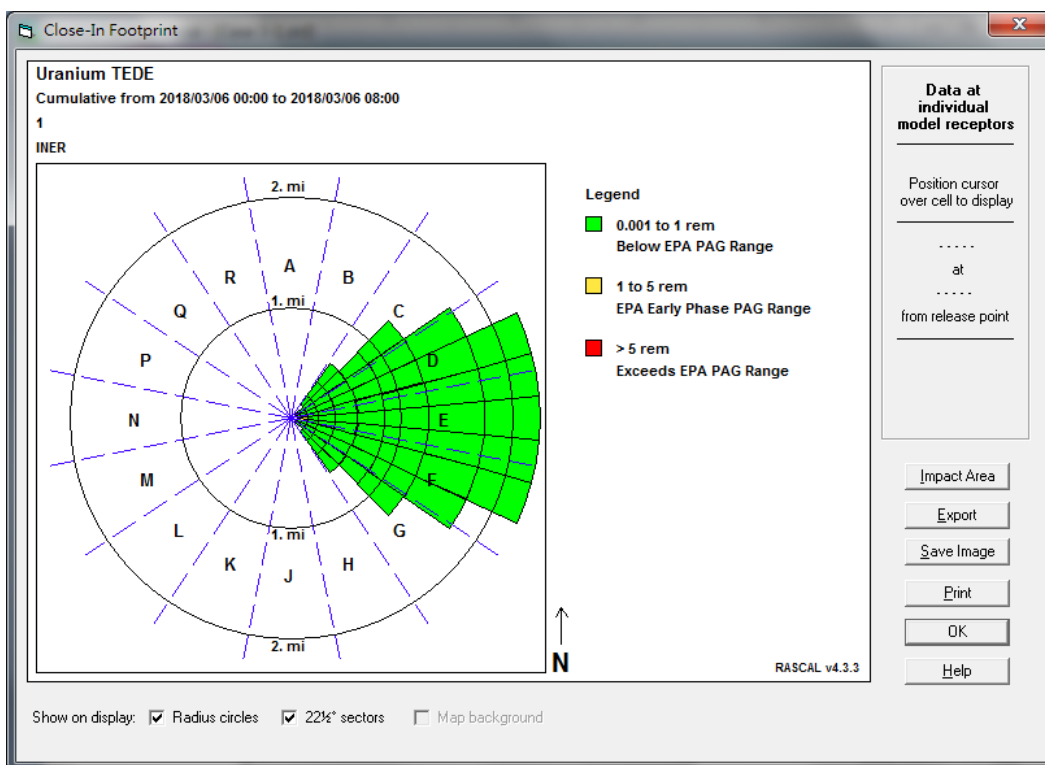 Close-In Footprint
Uranium TEDE
Cumulative from 2018/03/06 00:00 to 2018/03/06 08:00
1
INER
2. mi
R
A
B
Q
C
1. mi
P
D
N
E
M
F
L
G
1. mi
K
J
H
2. mi
N
Legend
0.001 to 1 rem
Below EPA PAG Range
1 to 5 rem
EPA Early Phase PAG Range
> 5 rem
Exceeds EPA PAG Range
RASCAL v4.3.3
Data at
individual
model receptors
Position cursor
over cell to display
- - - - -
at
- - - - -
from release point
Impact Area
Export
Save Image
Print
OK
Help
Show on display: Radius circles 22½° sectors Map background